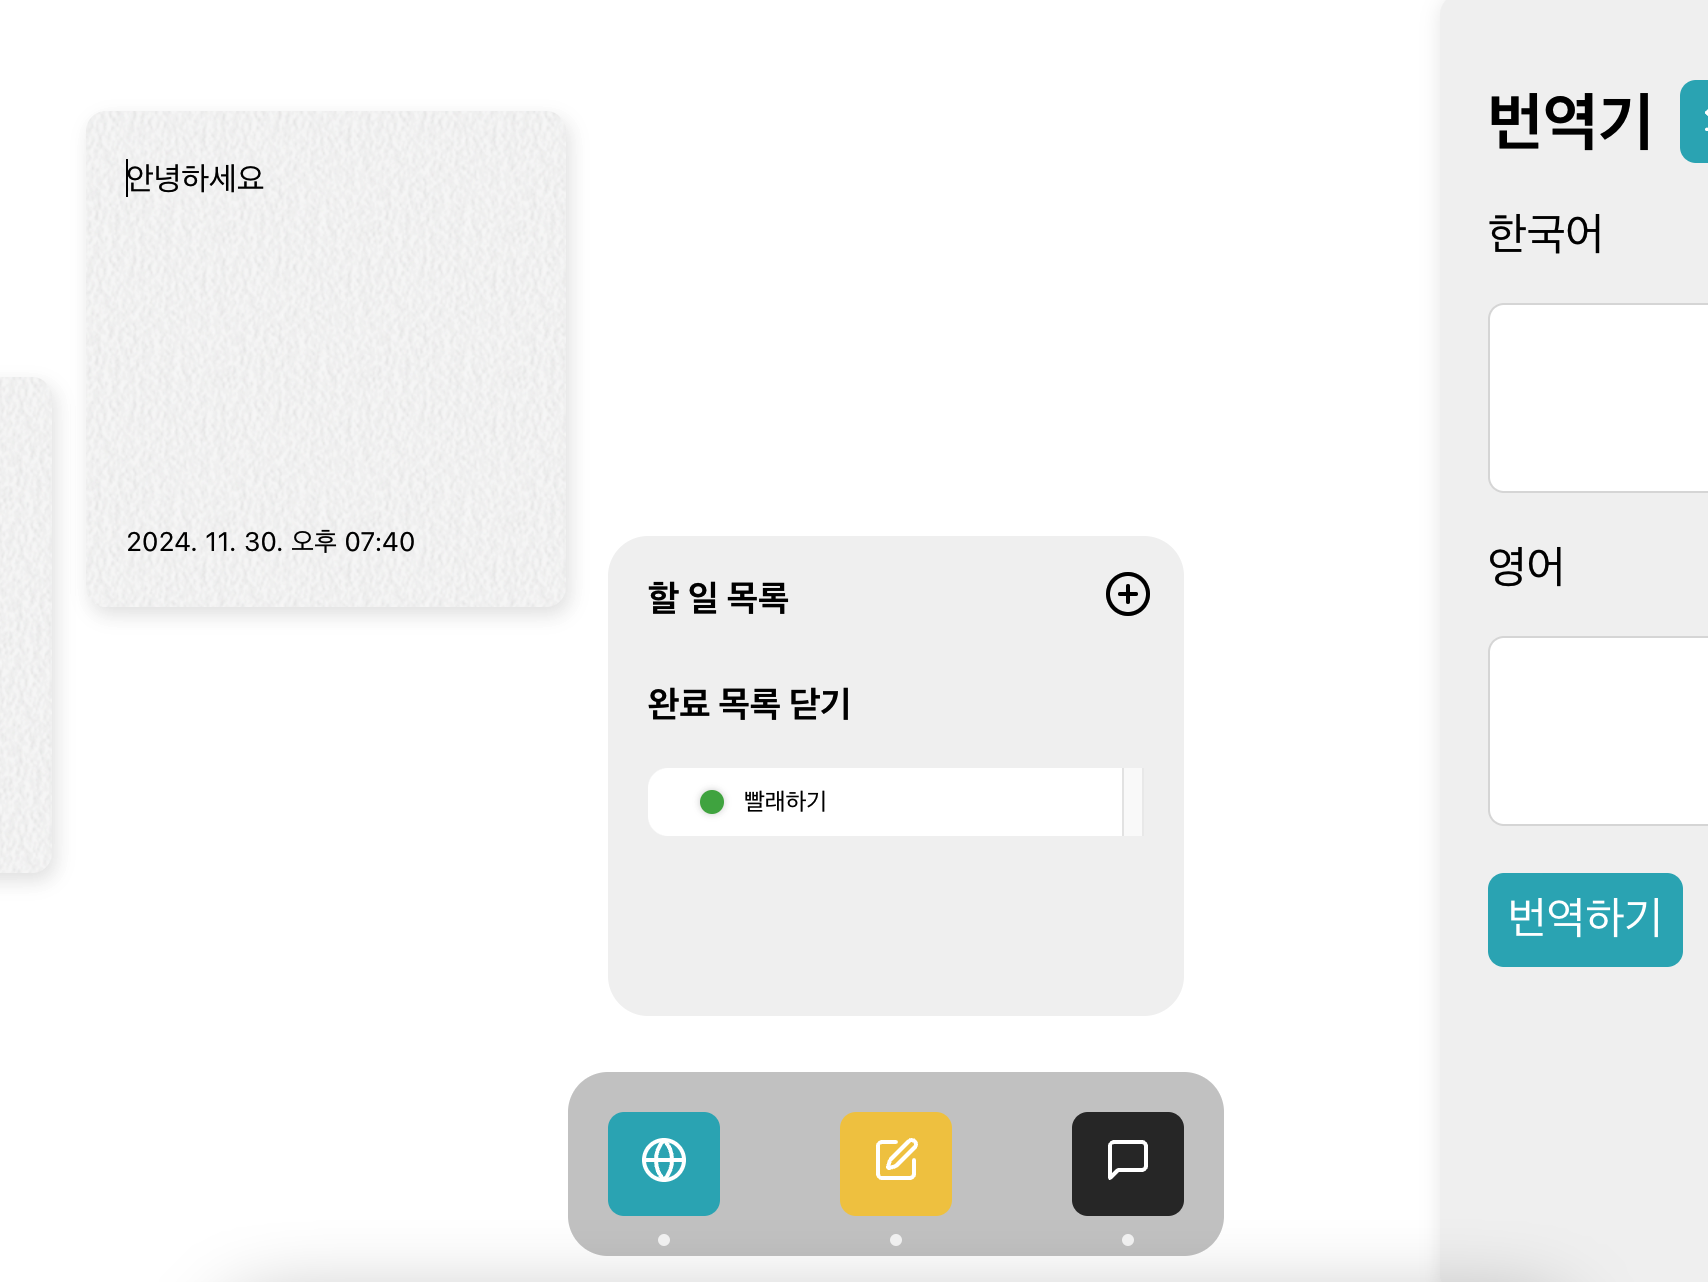 안녕하세요
2024. 11. 30. 오후 07:40
할 일 목록
완료 목록 닫기
빨래하기
번역기
한국어
영어
번역하기